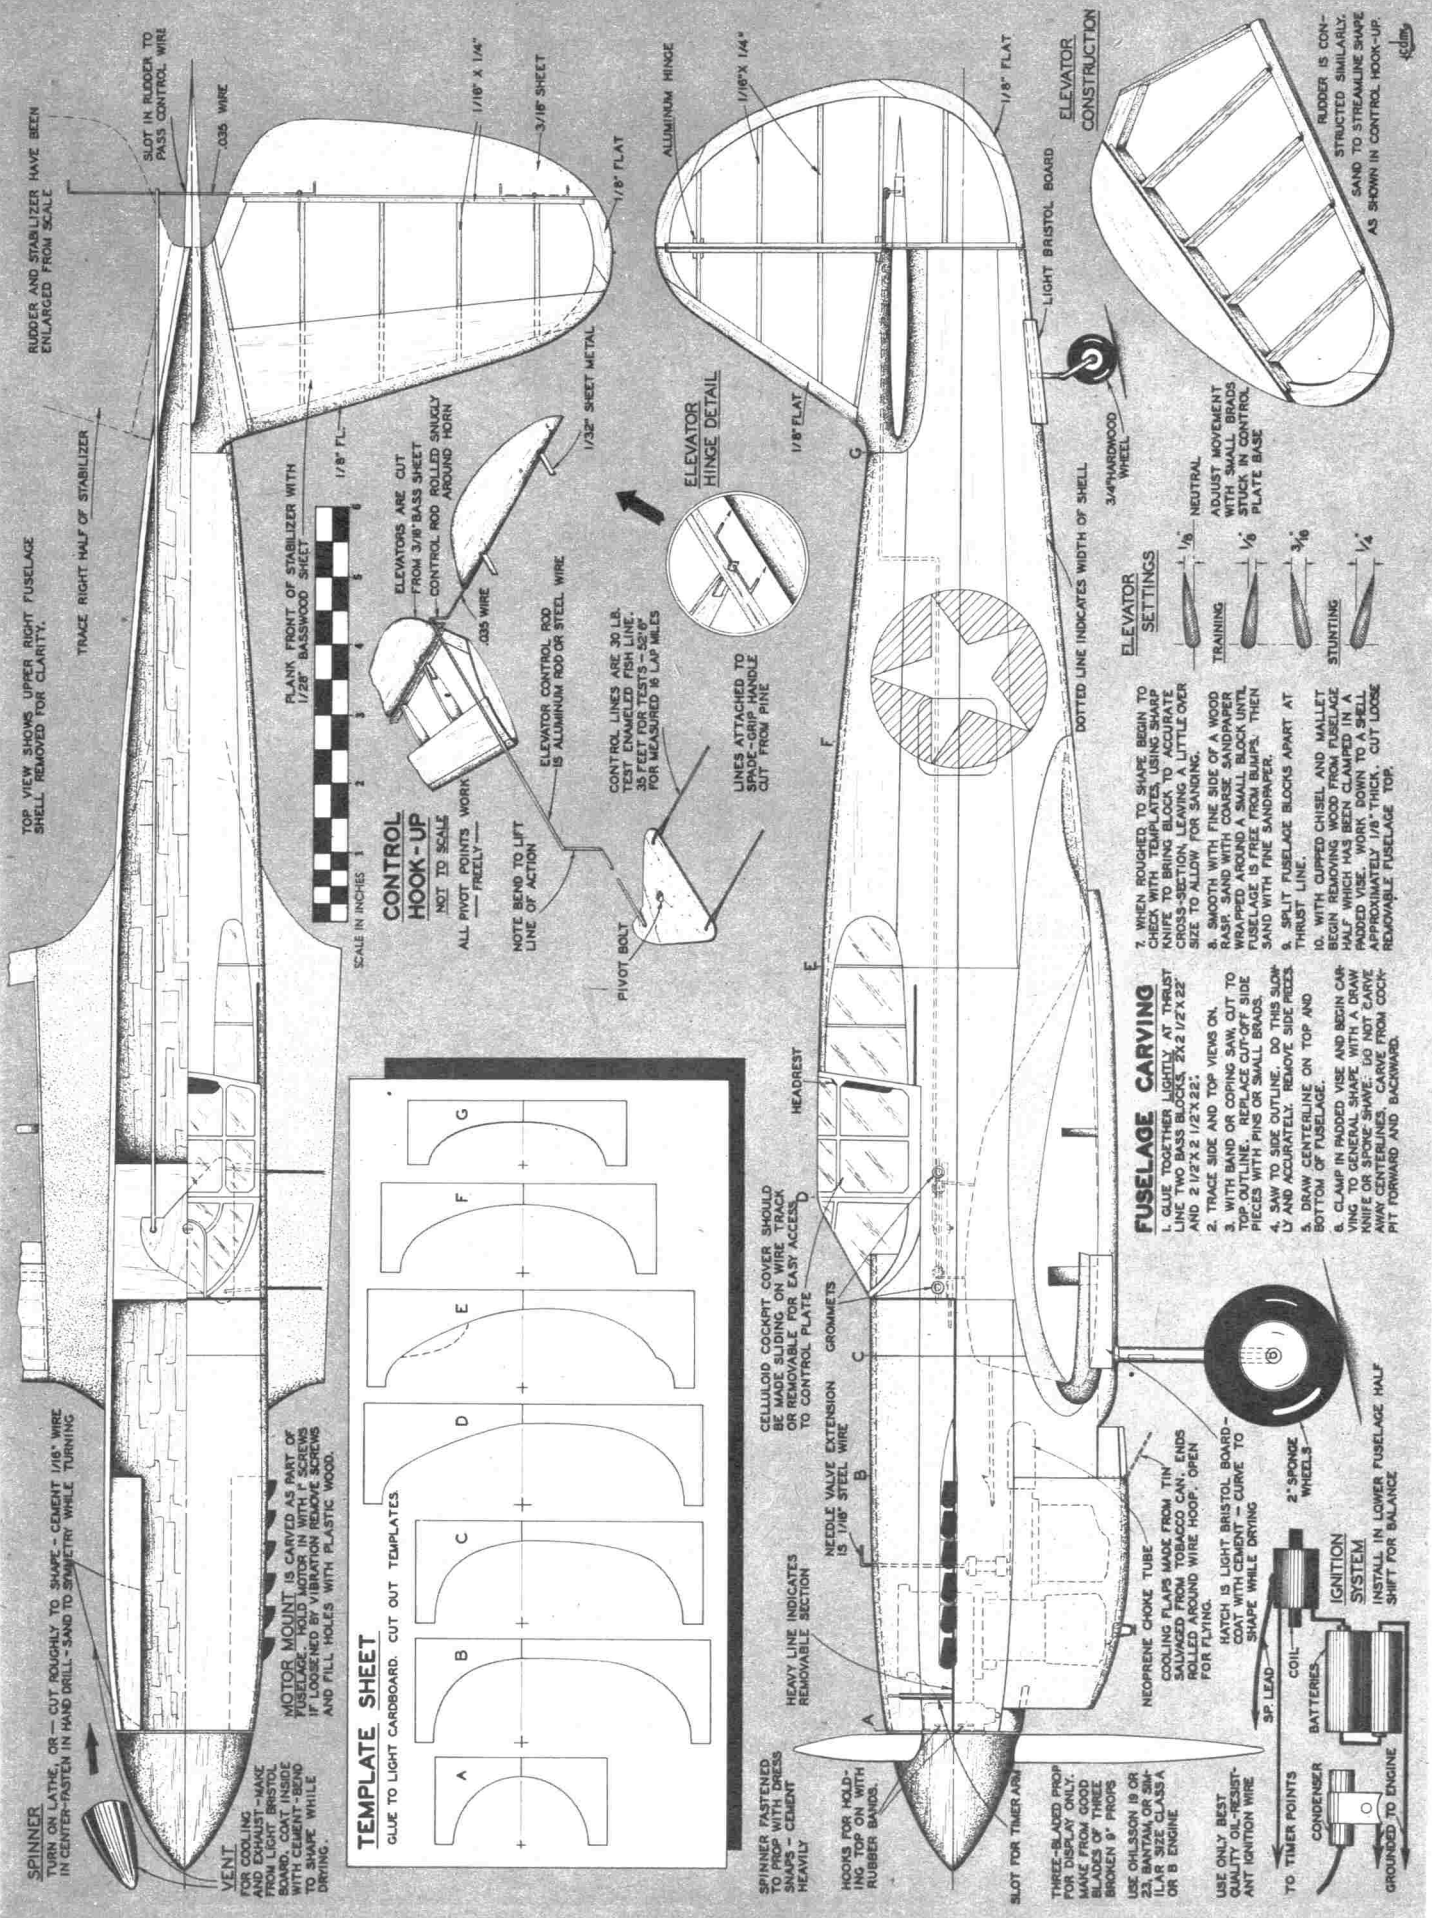 SPINNER
TURN ON LATHE, OR — CUT ROUGHLY TO SHAPE - CEMENT 1/16" WIRE
IN CENTER - FASTEN IN HAND DRILL - SAND TO SYMMETRY WHILE TURNING
VENT
FOR COOLING
AND EXHAUST - MAKE
FROM LIGHT BRISTOL
BOARD, COAT INSIDE
WITH CEMENT - BEND
TO SHAPE WHILE
DRYING.
MOTOR MOUNT IS CARVED AS PART OF
FUSELAGE. HOLD MOTOR IN WITH 1" SCREWS
IF LOOSENED BY VIBRATION REMOVE SCREWS
AND FILL HOLES WITH PLASTIC WOOD.
TOP VIEW SHOWS UPPER RIGHT FUSELAGE
SHELL REMOVED FOR CLARITY.
TRACE RIGHT HALF OF STABILIZER
RUDDER AND STABILIZER HAVE BEEN
ENLARGED FROM SCALE
SLOT IN RUDDER TO
PASS CONTROL WIRE
.035 WIRE
PLANK FRONT OF STABILIZER WITH
1/28" BASSWOOD SHEET
1/8" FL.
1/16" X 1/4"
3/16" SHEET
1/8" FLAT
SCALE IN INCHES
1
2
3
4
5
6
TEMPLATE SHEET
GLUE TO LIGHT CARDBOARD. CUT OUT TEMPLATES.
A
B
C
D
E
F
G
CONTROL
HOOK-UP
NOT TO SCALE
ALL PIVOT POINTS WORK
FREELY
NOTE BEND TO LIFT
LINE OF ACTION
PIVOT BOLT
ELEVATORS ARE CUT
FROM 3/16" BASS SHEET
CONTROL ROD ROLLED SNUGLY
AROUND HORN
.035 WIRE
1/32" SHEET METAL
ELEVATOR CONTROL ROD
IS ALUMINUM ROD OR STEEL WIRE
CONTROL LINES ARE 30 LB.
TEST ENAMELED FISH LINE.
35 FEET FOR TESTS - 52'6"
FOR MEASURED 16 LAP MILES
LINES ATTACHED TO
SPADE-GRIP HANDLE
CUT FROM PINE
ELEVATOR
HINGE DETAIL
ALUMINUM HINGE
1/16" X 1/4"
1/8" FLAT
1/8" FLAT
SPINNER FASTENED
TO PROP WITH DRESS
SNAPS - CEMENT
HEAVILY
HOOKS FOR HOLD-
ING TOP ON WITH
RUBBER BANDS.
HEAVY LINE INDICATES
REMOVABLE SECTION
NEEDLE VALVE EXTENSION
IS 1/16" STEEL WIRE
CELLULOID COCKPIT COVER SHOULD
BE MADE SLIDING ON WIRE TRACK
OR REMOVABLE FOR EASY ACCESS
TO CONTROL PLATE
GROMMETS
HEADREST
A
B
C
D
E
F
G
SLOT FOR TIMER ARM
THREE-BLADED PROP
FOR DISPLAY ONLY.
MAKE FROM GOOD
BLADES OF THREE
BROKEN 9" PROPS
USE OHLSSON 19 OR
23, BANTAM, OR SIM-
ILAR SIZE CLASS A
OR B ENGINE
USE ONLY BEST
QUALITY OIL-RESIST-
ANT IGNITION WIRE
NEOPRENE CHOKE TUBE
COOLING FLAPS MADE FROM TIN
SALVAGED FROM TOBACCO CAN. ENDS
ROLLED AROUND WIRE HOOP. OPEN
FOR FLYING.
HATCH IS LIGHT BRISTOL BOARD -
COAT WITH CEMENT - CURVE TO
SHAPE WHILE DRYING
2" SPONGE
WHEELS
SP. LEAD
COIL
BATTERIES
TO TIMER POINTS
CONDENSER
GROUNDED TO ENGINE
IGNITION
SYSTEM
INSTALL IN LOWER FUSELAGE HALF
SHIFT FOR BALANCE
DOTTED LINE INDICATES WIDTH OF SHELL
3/4" HARDWOOD
WHEEL
LIGHT BRISTOL BOARD
FUSELAGE CARVING
1. GLUE TOGETHER LIGHTLY AT THRUST
LINE TWO BASS BLOCKS, 2X2 1/2"X 22"
AND 2 1/2"X 2 1/2"X 22".
2. TRACE SIDE AND TOP VIEWS ON.
3. WITH BAND OR COPING SAW, CUT TO
TOP OUTLINE. REPLACE CUT-OFF SIDE
PIECES WITH PINS OR SMALL BRADS.
4. SAW TO SIDE OUTLINE. DO THIS SLOW-
LY AND ACCURATELY. REMOVE SIDE PIECES.
5. DRAW CENTERLINE ON TOP AND
BOTTOM OF FUSELAGE.
6. CLAMP IN PADDED VISE AND BEGIN CAR-
VING TO GENERAL SHAPE WITH A DRAW
KNIFE OR SPOKE SHAVE. DO NOT CARVE
AWAY CENTERLINES. CARVE FROM COCK-
PIT FORWARD AND BACKWARD.
7. WHEN ROUGHED TO SHAPE BEGIN TO
CHECK WITH TEMPLATES, USING SHARP
KNIFE TO BRING BLOCK TO ACCURATE
CROSS-SECTION, LEAVING A LITTLE OVER
SIZE TO ALLOW FOR SANDING.
8. SMOOTH WITH FINE SIDE OF A WOOD
RASP. SAND WITH COARSE SANDPAPER
WRAPPED AROUND A SMALL BLOCK UNTIL
FUSELAGE IS FREE FROM BUMPS. THEN
SAND WITH FINE SANDPAPER.
9. SPLIT FUSELAGE BLOCKS APART AT
THRUST LINE.
10. WITH CUPPED CHISEL AND MALLET
BEGIN REMOVING WOOD FROM FUSELAGE
HALF WHICH HAS BEEN CLAMPED IN A
PADDED VISE. WORK DOWN TO A SHELL
APPROXIMATELY 1/8" THICK. CUT LOOSE
REMOVABLE FUSELAGE TOP.
ELEVATOR
SETTINGS
1/8"
NEUTRAL
TRAINING
1/8"
3/16
STUNTING
1/4"
ADJUST MOVEMENT
WITH SMALL BRADS
STUCK IN CONTROL
PLATE BASE
ELEVATOR
CONSTRUCTION
RUDDER IS CON-
STRUCTED SIMILARLY.
SAND TO STREAMLINE SHAPE
AS SHOWN IN CONTROL HOOK-UP.